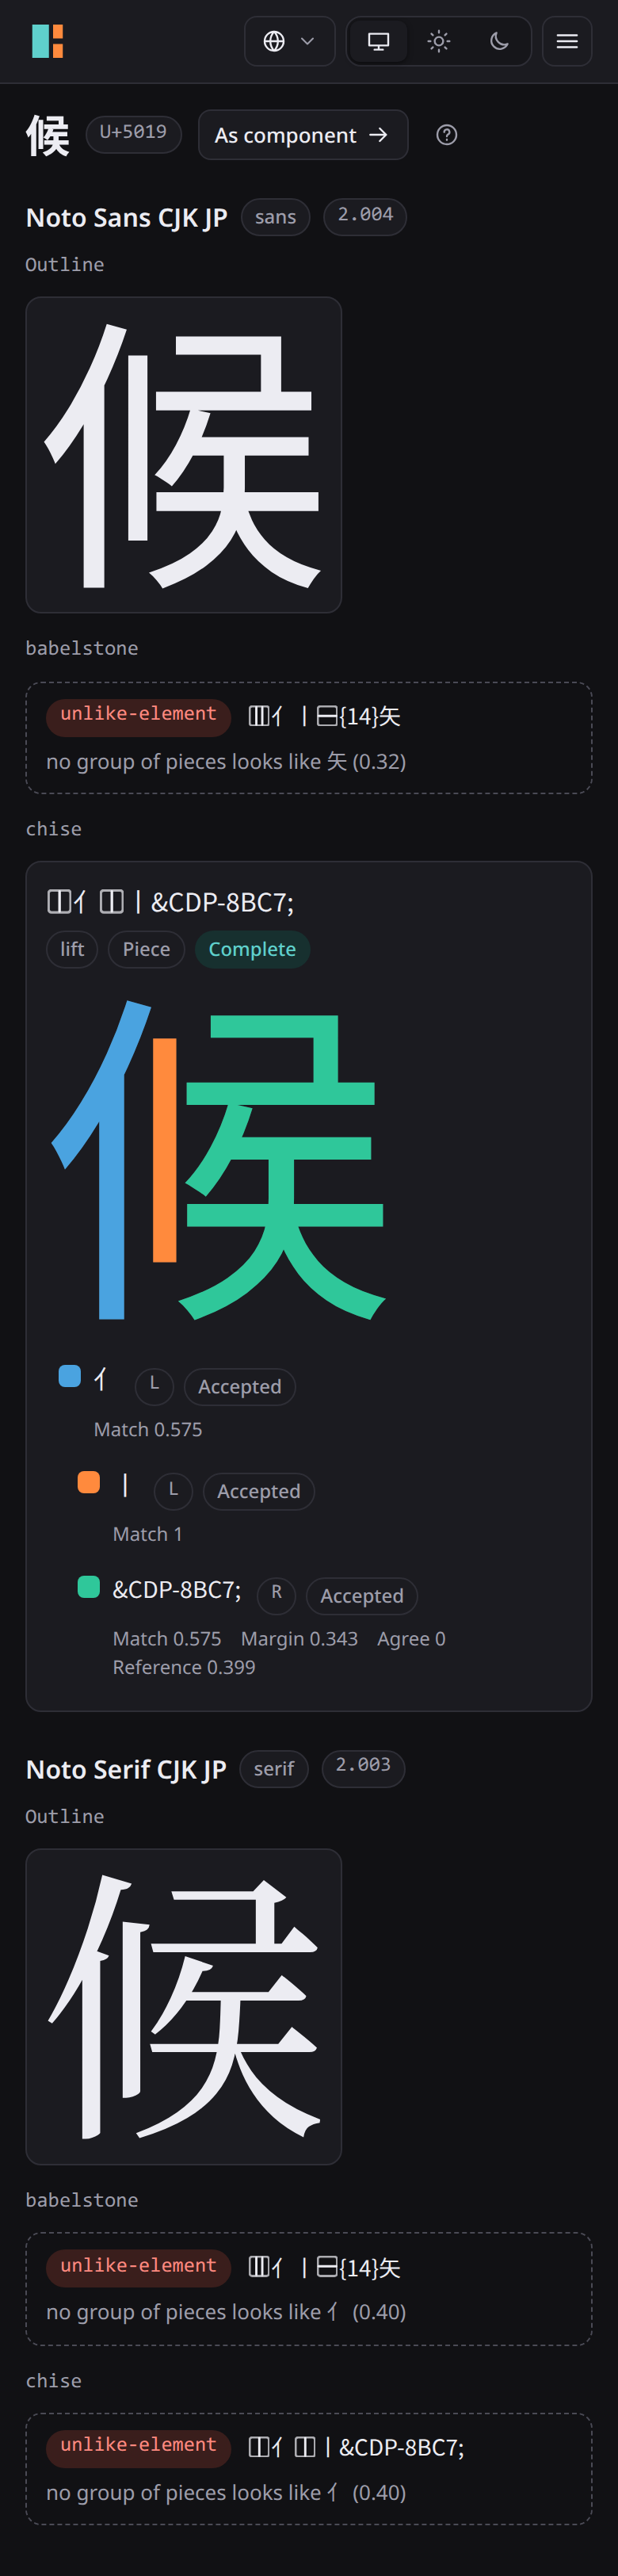 候 U+5019 As component →
Noto Sans CJK JP sans 2.004
Outline
候
babelstone
unlike-element ⿲亻丨⿱{14}矢
no group of pieces looks like 矢 (0.32)
chise
⿰亻⿰丨&CDP-8BC7;
lift Piece Complete
候
亻 L Accepted
Match 0.575
丨 L Accepted
Match 1
&CDP-8BC7; R Accepted
Match 0.575 Margin 0.343 Agree 0
Reference 0.399
Noto Serif CJK JP serif 2.003
Outline
候
babelstone
unlike-element ⿲亻丨⿱{14}矢
no group of pieces looks like 亻 (0.40)
chise
unlike-element ⿰亻⿰丨&CDP-8BC7;
no group of pieces looks like 亻 (0.40)